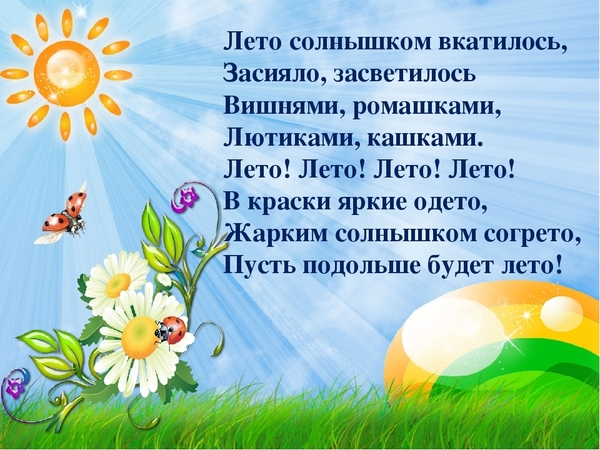 Лето солнышком вкатилось,
Засияло, засветилось
Вишнями, ромашками,
Лютиками, кашками.
Лето! Лето! Лето! Лето!
В краски яркие одето,
Жарким солнышком согрето,
Пусть подольше будет лето!